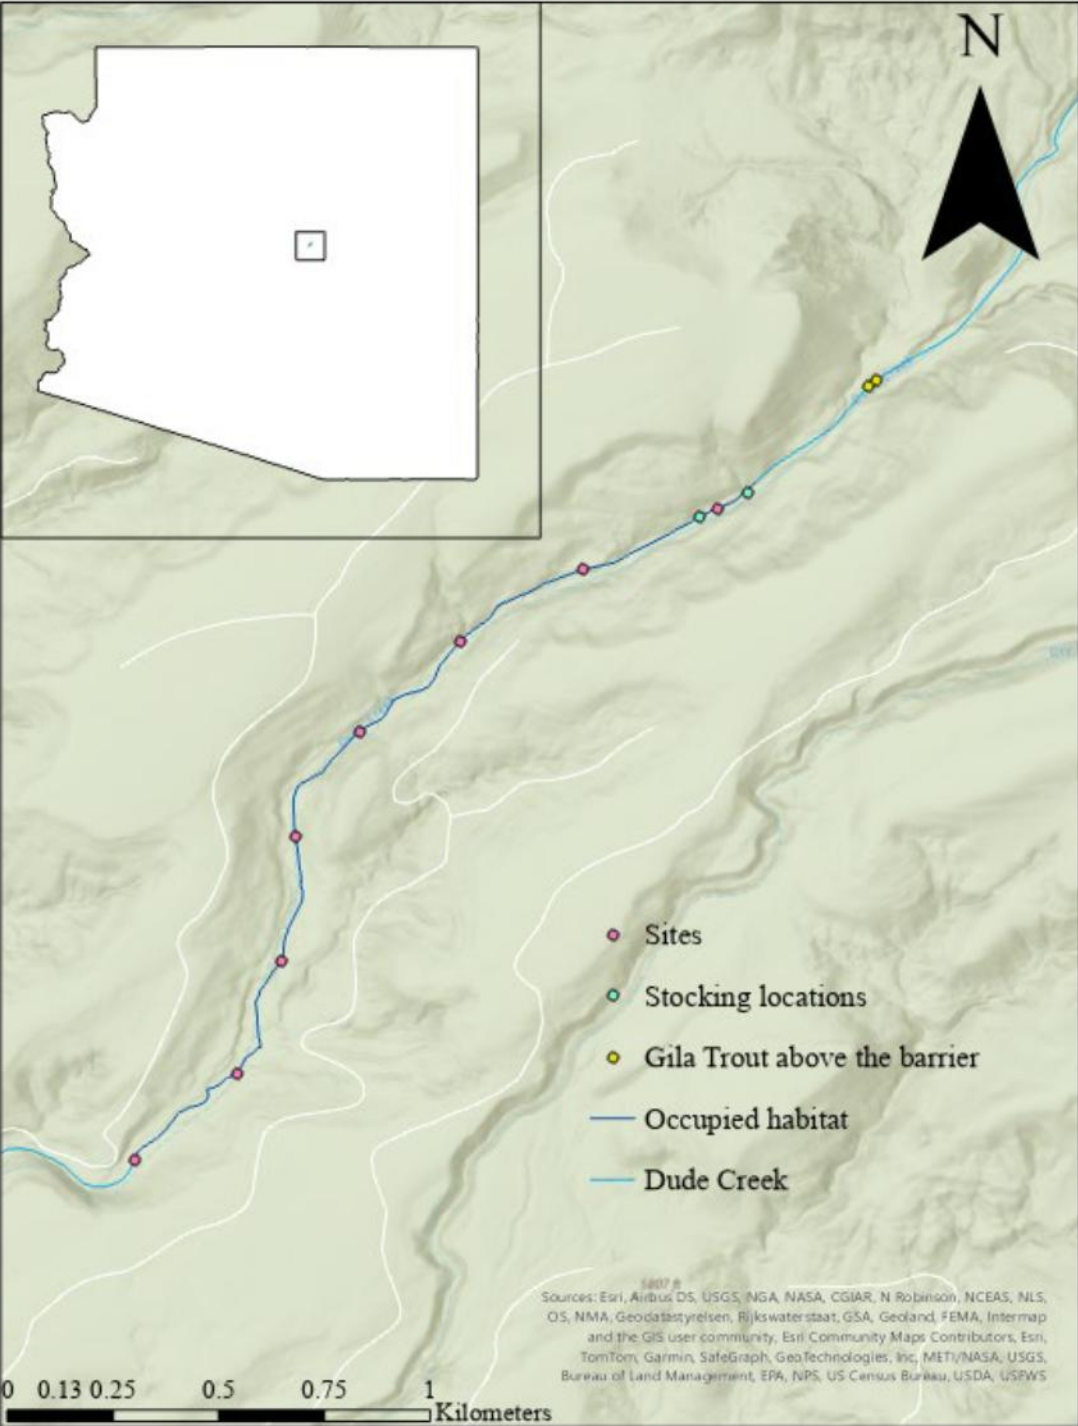 N
Sites
Stocking locations
Gila Trout above the barrier
Occupied habitat
Dude Creek
5807 ft
Sources: Esri, Airbus DS, USGS, NGA, NASA, CGIAR, N Robinson, NCEAS, NLS,
OS, NMA, Geodatastyrelsen, Rijkswaterstaat, GSA, Geoland, FEMA, Intermap
and the GIS user community, Esri Community Maps Contributors, Esri,
TomTom, Garmin, SafeGraph, GeoTechnologies, Inc, METI/NASA, USGS,
Bureau of Land Management, EPA, NPS, US Census Bureau, USDA, USFWS
0 0.13 0.25 0.5 0.75 1
Kilometers